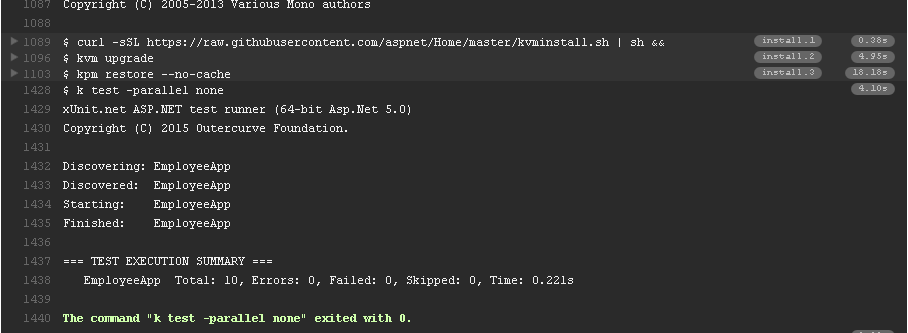 1087 Copyright (C) 2005-2013 Various Mono authors
1088
1089 $ curl -sSL https://raw.githubusercontent.com/aspnet/Home/master/kvminstall.sh | sh && install.1 0.38s
1096 $ kvm upgrade install.2 4.95s
1103 $ kpm restore --no-cache install.3 18.18s
1428 $ k test -parallel none 4.10s
1429 xUnit.net ASP.NET test runner (64-bit Asp.Net 5.0)
1430 Copyright (C) 2015 Outercurve Foundation.
1431
1432 Discovering: EmployeeApp
1433 Discovered:  EmployeeApp
1434 Starting:    EmployeeApp
1435 Finished:    EmployeeApp
1436
1437 === TEST EXECUTION SUMMARY ===
1438    EmployeeApp  Total: 10, Errors: 0, Failed: 0, Skipped: 0, Time: 0.221s
1439
1440 The command "k test -parallel none" exited with 0.